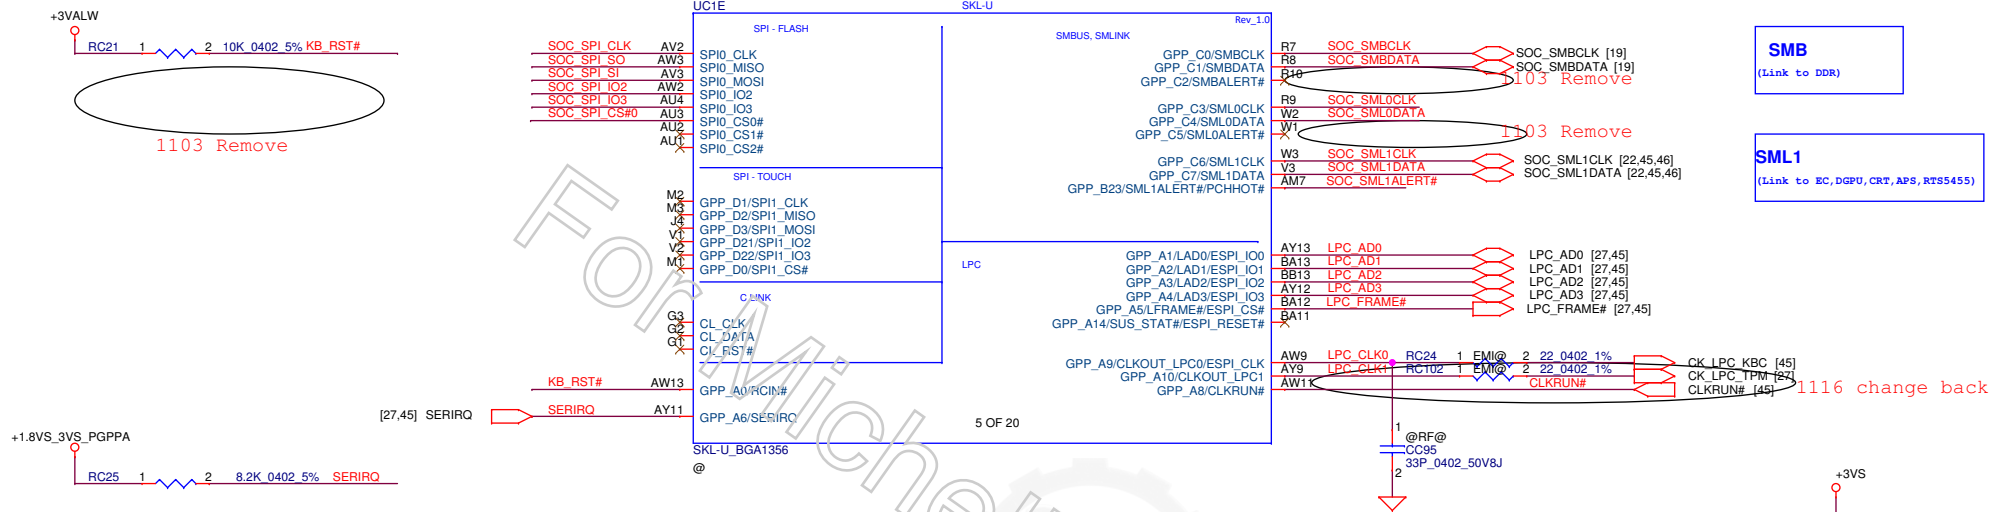 +3VALW
RC21 1 2 10K_0402_5% KB_RST#
1103 Remove
UC1E SKL-U Rev_1.0
SPI - FLASH
SMBUS, SMLINK
SOC_SPI_CLK AV2 SPI0_CLK
SOC_SPI_SO AW3 SPI0_MISO
SOC_SPI_SI AV3 SPI0_MOSI
SOC_SPI_IO2 AW2 SPI0_IO2
SOC_SPI_IO3 AU4 SPI0_IO3
SOC_SPI_CS#0 AU3 SPI0_CS0#
AU2 SPI0_CS1#
AU1 SPI0_CS2#
SPI - TOUCH
M2 GPP_D1/SPI1_CLK
M3 GPP_D2/SPI1_MISO
J4 GPP_D3/SPI1_MOSI
V1 GPP_D21/SPI1_IO2
V2 GPP_D22/SPI1_IO3
M1 GPP_D0/SPI1_CS#
C LINK
G3 CL_CLK
G2 CL_DATA
G1 CL_RST#
KB_RST# AW13 GPP_A0/RCIN#
[27,45] SERIRQ SERIRQ AY11 GPP_A6/SERIRQ
GPP_C0/SMBCLK R7 SOC_SMBCLK SOC_SMBCLK [19]
GPP_C1/SMBDATA R8 SOC_SMBDATA SOC_SMBDATA [19]
GPP_C2/SMBALERT# R10 1103 Remove
GPP_C3/SML0CLK R9 SOC_SML0CLK
GPP_C4/SML0DATA W2 SOC_SML0DATA
GPP_C5/SML0ALERT# W1 1103 Remove
GPP_C6/SML1CLK W3 SOC_SML1CLK SOC_SML1CLK [22,45,46]
GPP_C7/SML1DATA V3 SOC_SML1DATA SOC_SML1DATA [22,45,46]
GPP_B23/SML1ALERT#/PCHHOT# AM7 SOC_SML1ALERT#
LPC
GPP_A1/LAD0/ESPI_IO0 AY13 LPC_AD0 LPC_AD0 [27,45]
GPP_A2/LAD1/ESPI_IO1 BA13 LPC_AD1 LPC_AD1 [27,45]
GPP_A3/LAD2/ESPI_IO2 BB13 LPC_AD2 LPC_AD2 [27,45]
GPP_A4/LAD3/ESPI_IO3 AY12 LPC_AD3 LPC_AD3 [27,45]
GPP_A5/LFRAME#/ESPI_CS# BA12 LPC_FRAME# LPC_FRAME# [27,45]
GPP_A14/SUS_STAT#/ESPI_RESET# BA11
GPP_A9/CLKOUT_LPC0/ESPI_CLK AW9 LPC_CLK0 RC24 1 EMI@ 2 22_0402_1% CK_LPC_KBC [45]
GPP_A10/CLKOUT_LPC1 AY9 LPC_CLK1 RC102 1 EMI@ 2 22_0402_1% CK_LPC_TPM [27]
GPP_A8/CLKRUN# AW11 CLKRUN# CLKRUN# [45]
1116 change back
5 OF 20
SKL-U_BGA1356
@
1
@RF@
CC95
33P_0402_50V8J
2
SMB
(Link to DDR)
SML1
(Link to EC,DGPU,CRT,APS,RTS5455)
+1.8VS_3VS_PGPPA
RC25 1 2 8.2K_0402_5% SERIRQ
+3VS